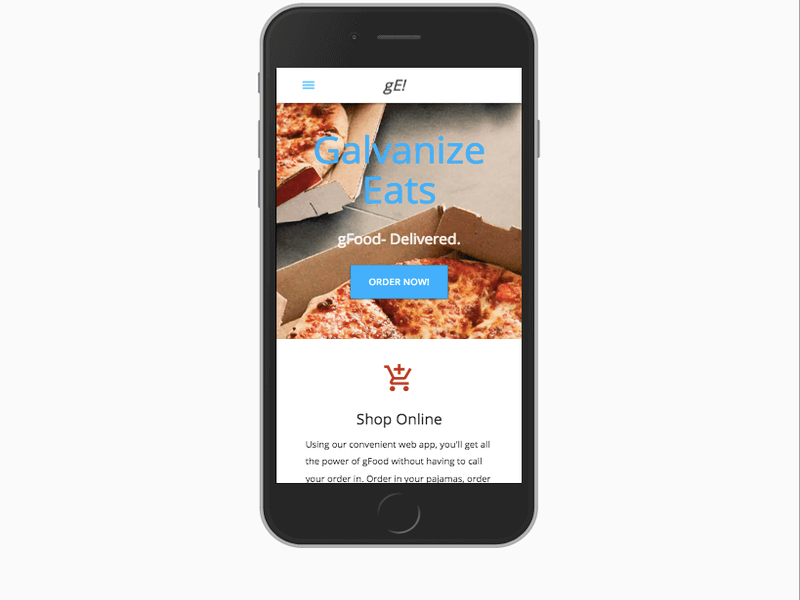 gE!
Galvanize
Eats
gFood- Delivered.
ORDER NOW!
Shop Online
Using our convenient web app, you'll get all
the power of gFood without having to call
your order in. Order in your pajamas, order